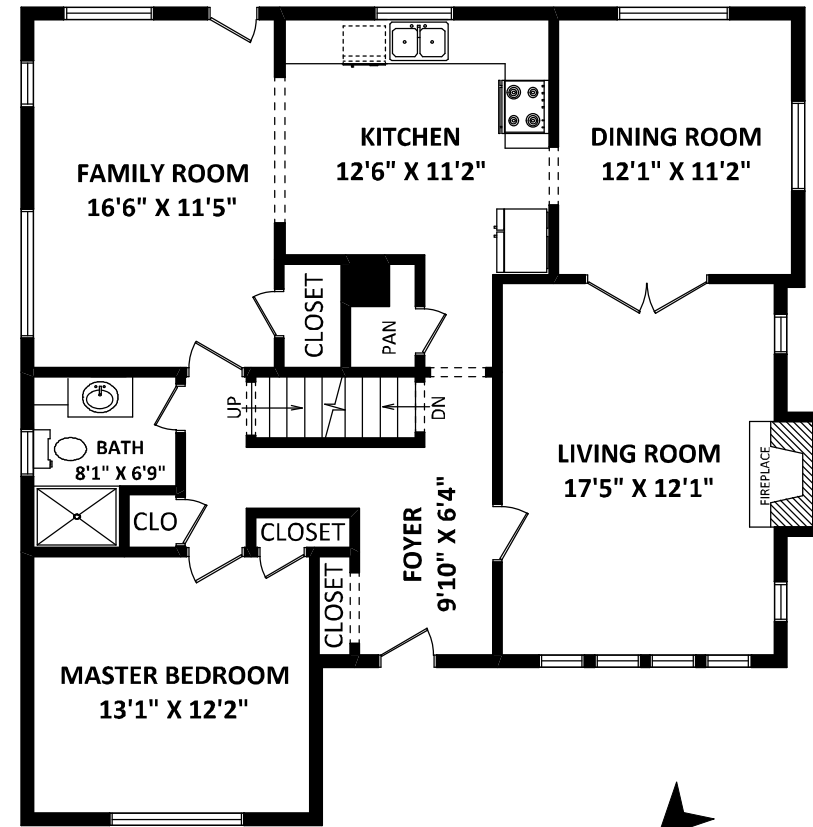 KITCHEN
12'6" X 11'2"
DINING ROOM
12'1" X 11'2"
FAMILY ROOM
16'6" X 11'5"
CLOSET
PAN
UP
DN
BATH
8'1" X 6'9"
CLO
CLOSET
CLOSET
FOYER
9'10" X 6'4"
LIVING ROOM
17'5" X 12'1"
FIREPLACE
MASTER BEDROOM
13'1" X 12'2"